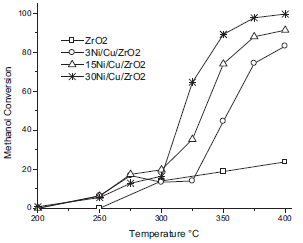 100
80
60
40
20
0
Methanol Conversion
ZrO2
3Ni/Cu/ZrO2
15Ni/Cu/ZrO2
30Ni/Cu/ZrO2
200 250 300 350 400
Temperature °C